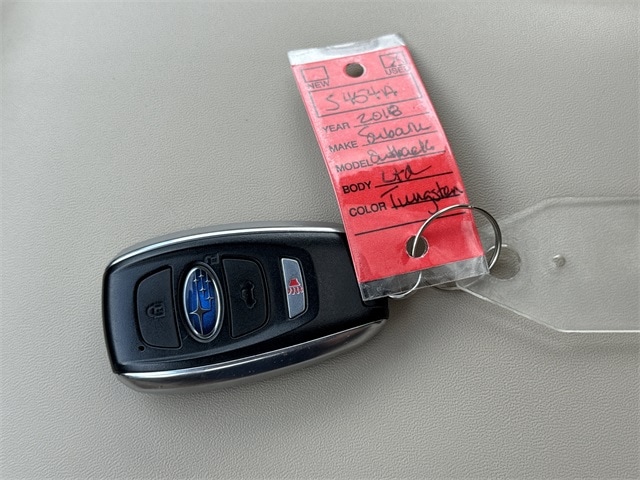 NEW USED
S454A
YEAR 2018
MAKE Subaru
MODEL Outback
BODY Ltd
COLOR Tungsten